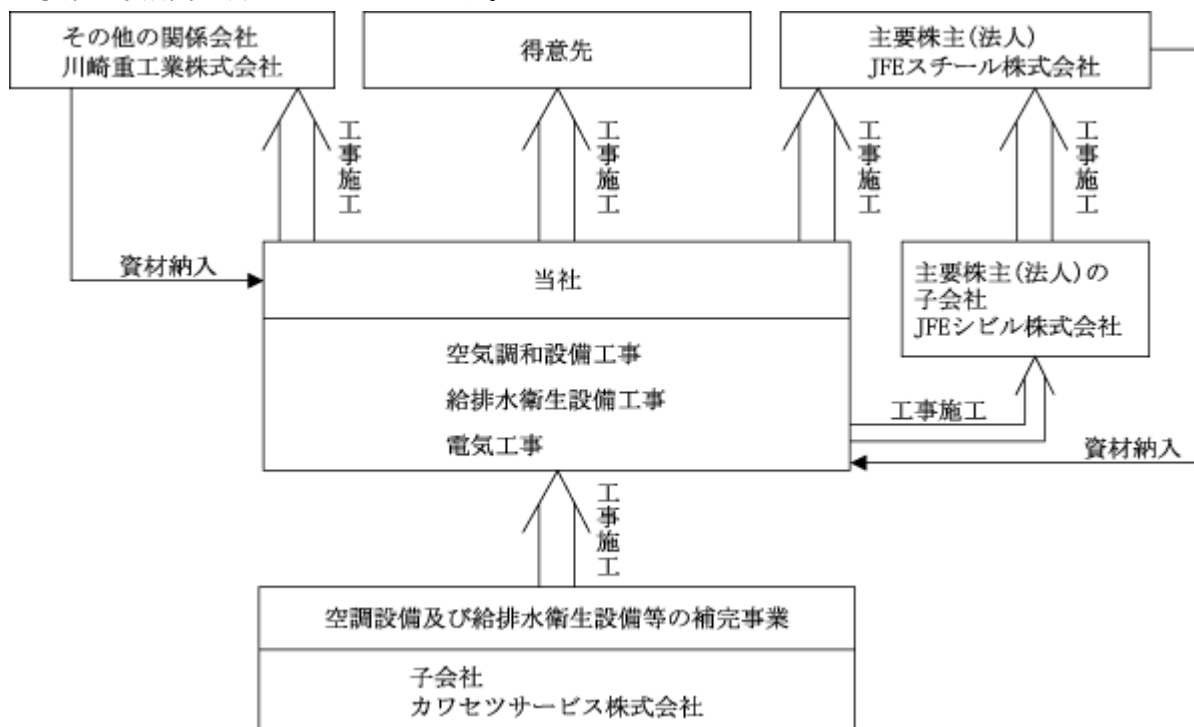 その他の関係会社
川崎重工業株式会社
得意先
主要株主(法人)
JFEスチール株式会社
工事施工
工事施工
工事施工
工事施工
資材納入
当社
主要株主(法人)の
子会社
JFEシビル株式会社
空気調和設備工事
給排水衛生設備工事
電気工事
工事施工
資材納入
工事施工
空調設備及び給排水衛生設備等の補完事業
子会社
カワセツサービス株式会社